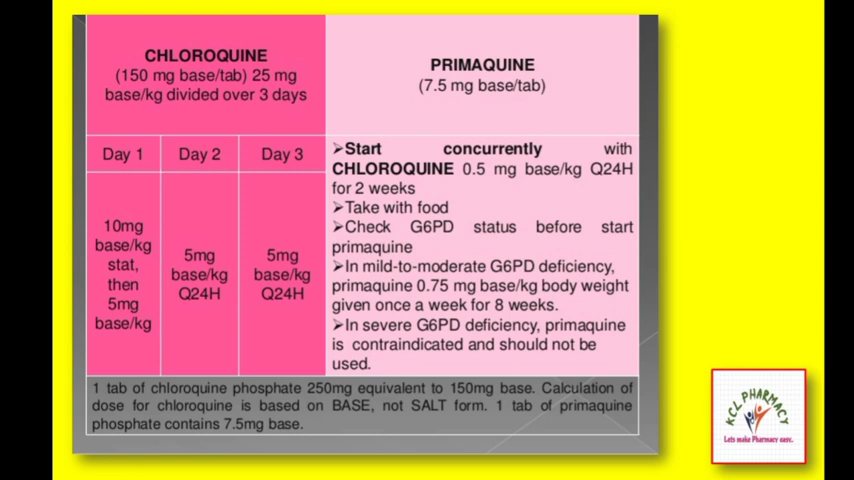 CHLOROQUINE
(150 mg base/tab) 25 mg
base/kg divided over 3 days
PRIMAQUINE
(7.5 mg base/tab)
Day 1
Day 2
Day 3
10mg
base/kg
stat,
then
5mg
base/kg
5mg
base/kg
Q24H
5mg
base/kg
Q24H
➢Start concurrently with
CHLOROQUINE 0.5 mg base/kg Q24H
for 2 weeks
➢Take with food
➢Check G6PD status before start
primaquine
➢In mild-to-moderate G6PD deficiency,
primaquine 0.75 mg base/kg body weight
given once a week for 8 weeks.
➢In severe G6PD deficiency, primaquine
is contraindicated and should not be
used.
1 tab of chloroquine phosphate 250mg equivalent to 150mg base. Calculation of
dose for chloroquine is based on BASE, not SALT form. 1 tab of primaquine
phosphate contains 7.5mg base.
KCL PHARMACY
Lets make Pharmacy easy.